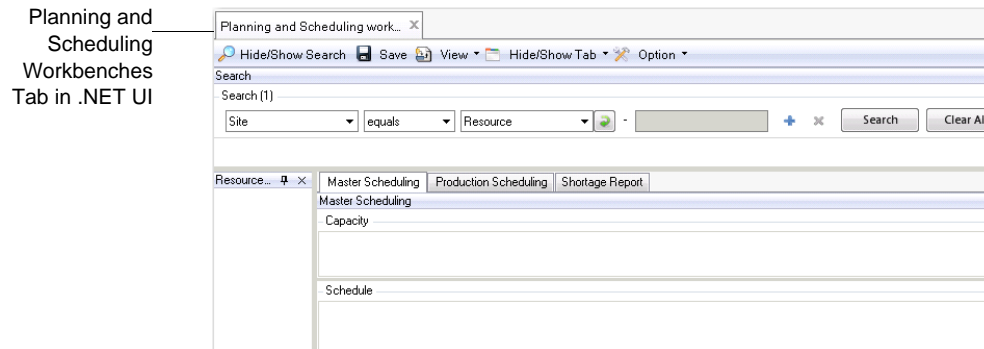 Planning and
Scheduling
Workbenches
Tab in .NET UI
Planning and Scheduling work...
Hide/Show Search Save View Hide/Show Tab Option
Search
Search (1)
Site equals Resource - Search Clear Al
Resource...
Master Scheduling Production Scheduling Shortage Report
Master Scheduling
Capacity
Schedule